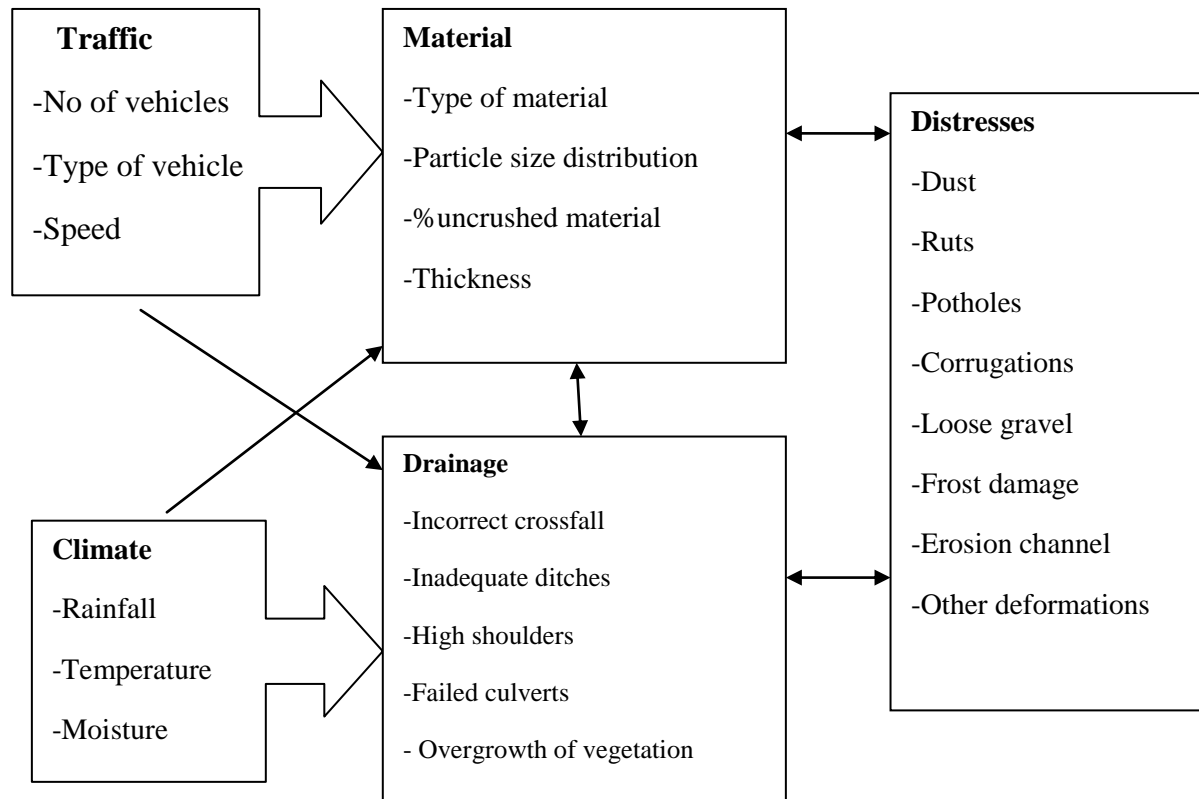 Traffic
-No of vehicles
-Type of vehicle
-Speed
Material
-Type of material
-Particle size distribution
-%uncrushed material
-Thickness
Distresses
-Dust
-Ruts
-Potholes
-Corrugations
-Loose gravel
-Frost damage
-Erosion channel
-Other deformations
Climate
-Rainfall
-Temperature
-Moisture
Drainage
-Incorrect crossfall
-Inadequate ditches
-High shoulders
-Failed culverts
- Overgrowth of vegetation